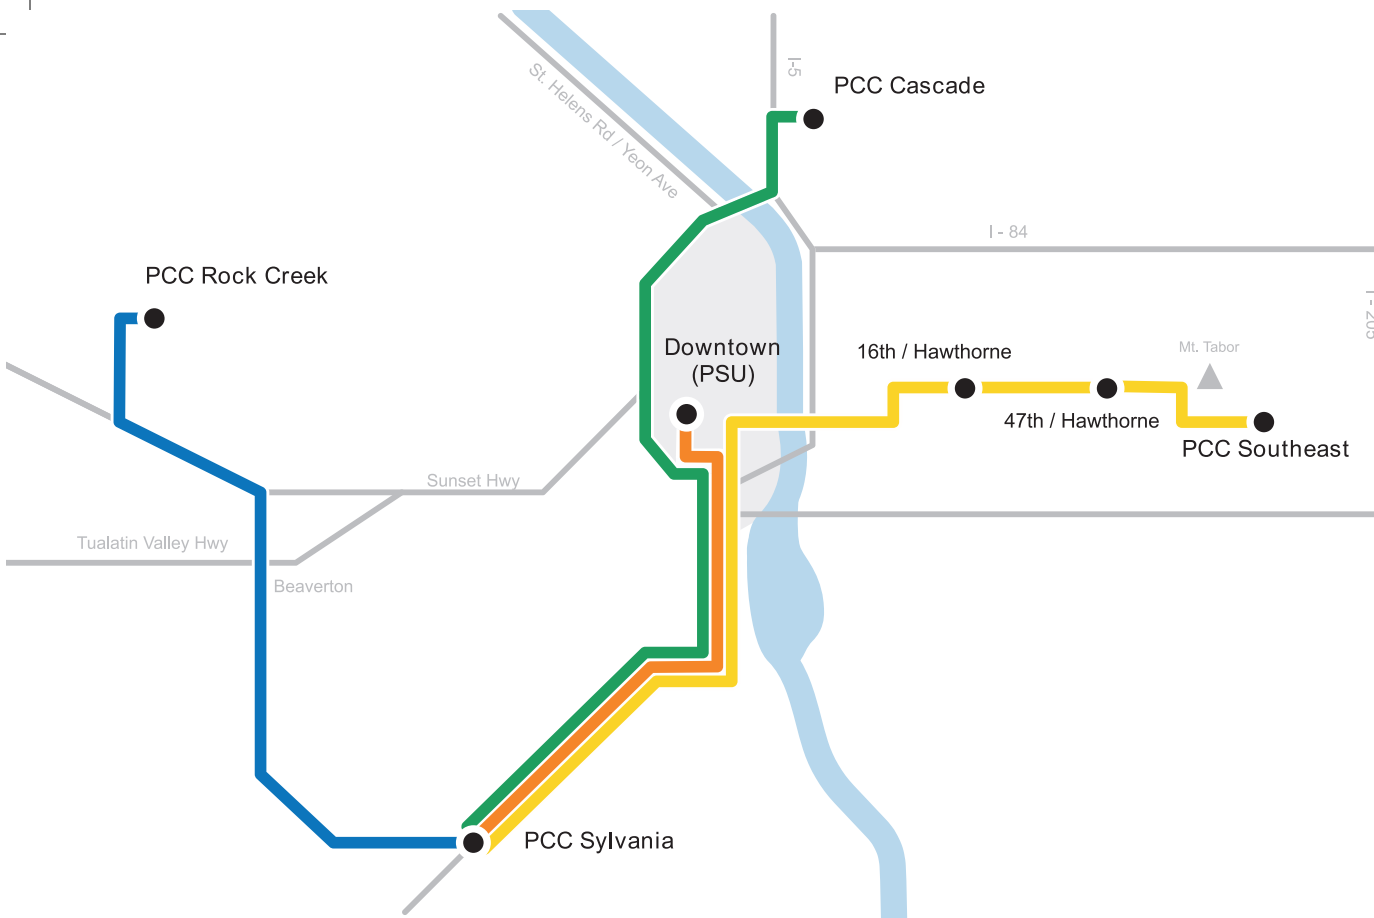 I-5
PCC Cascade
St. Helens Rd / Yeon Ave
I - 84
PCC Rock Creek
I - 205
Downtown
(PSU)
16th / Hawthorne
Mt. Tabor
47th / Hawthorne
PCC Southeast
Sunset Hwy
Tualatin Valley Hwy
Beaverton
PCC Sylvania